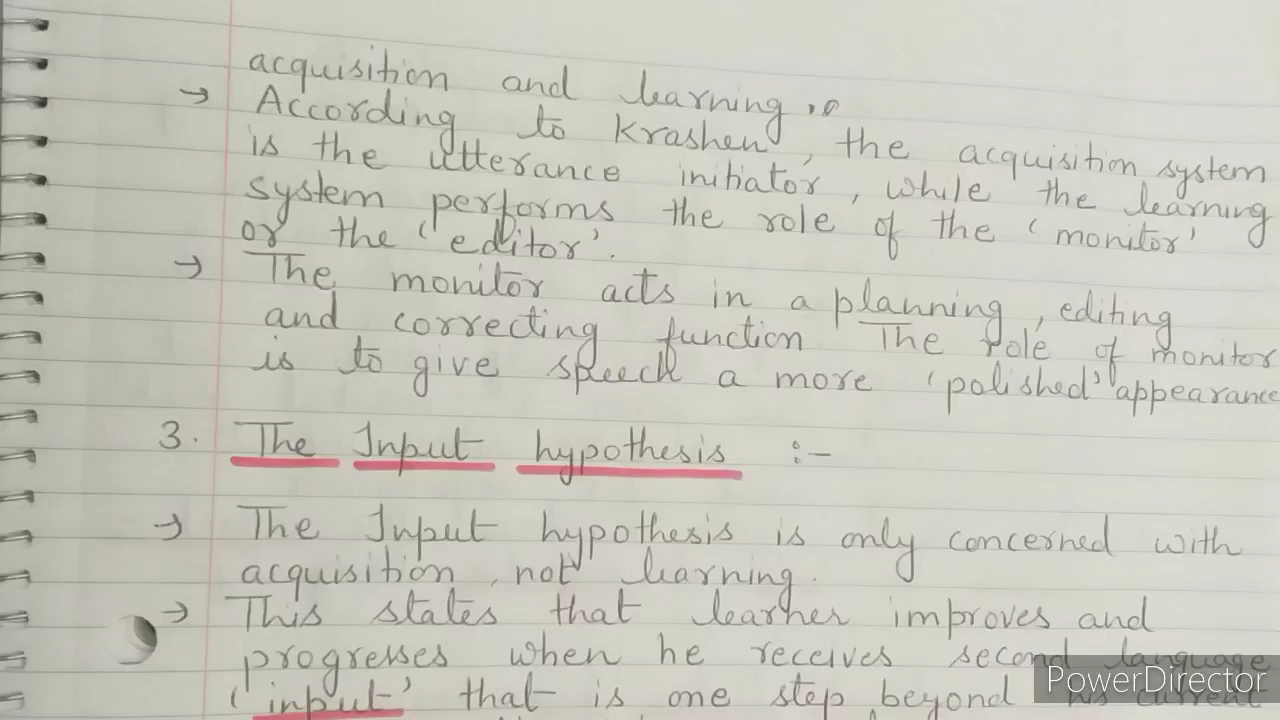 acquisition and learning.
→ According to Krashen, the acquisition system
is the utterance initiator, while the learning
system performs the role of the 'monitor'
or the 'editor'.
→ The monitor acts in a planning, editing
and correcting function The role of monitor
is to give speech a more 'polished' appearance
3. The Input hypothesis :-
→ The Input hypothesis is only concerned with
acquisition, not learning.
→ This states that learner improves and
progresses when he receives second language
'input' that is one step beyond his current
PowerDirector